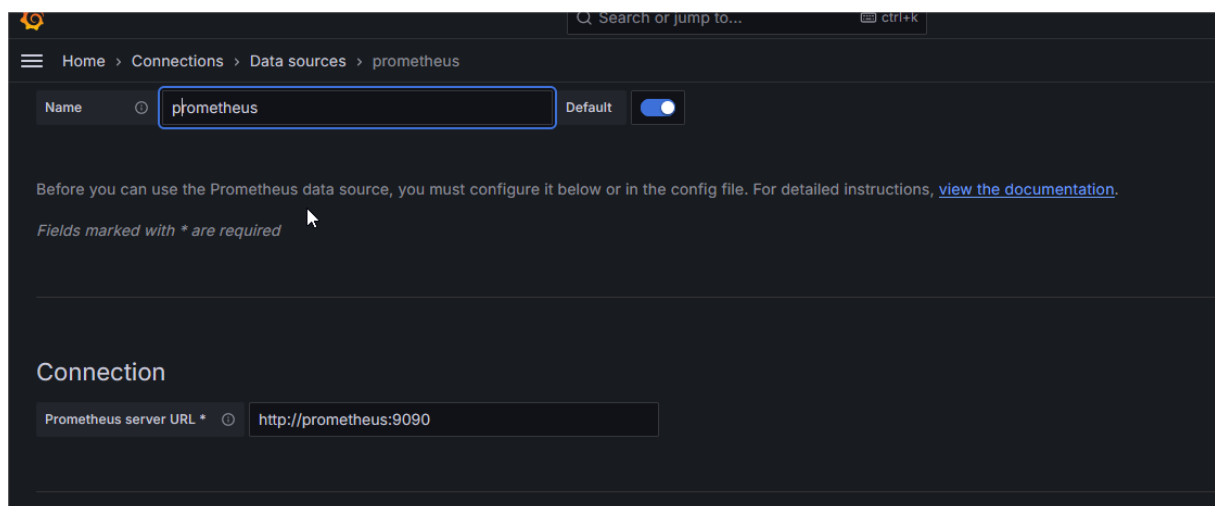 Search or jump to...
ctrl+k
Home › Connections › Data sources › prometheus
Name prometheus Default
Before you can use the Prometheus data source, you must configure it below or in the config file. For detailed instructions, view the documentation.
Fields marked with * are required
Connection
Prometheus server URL * http://prometheus:9090